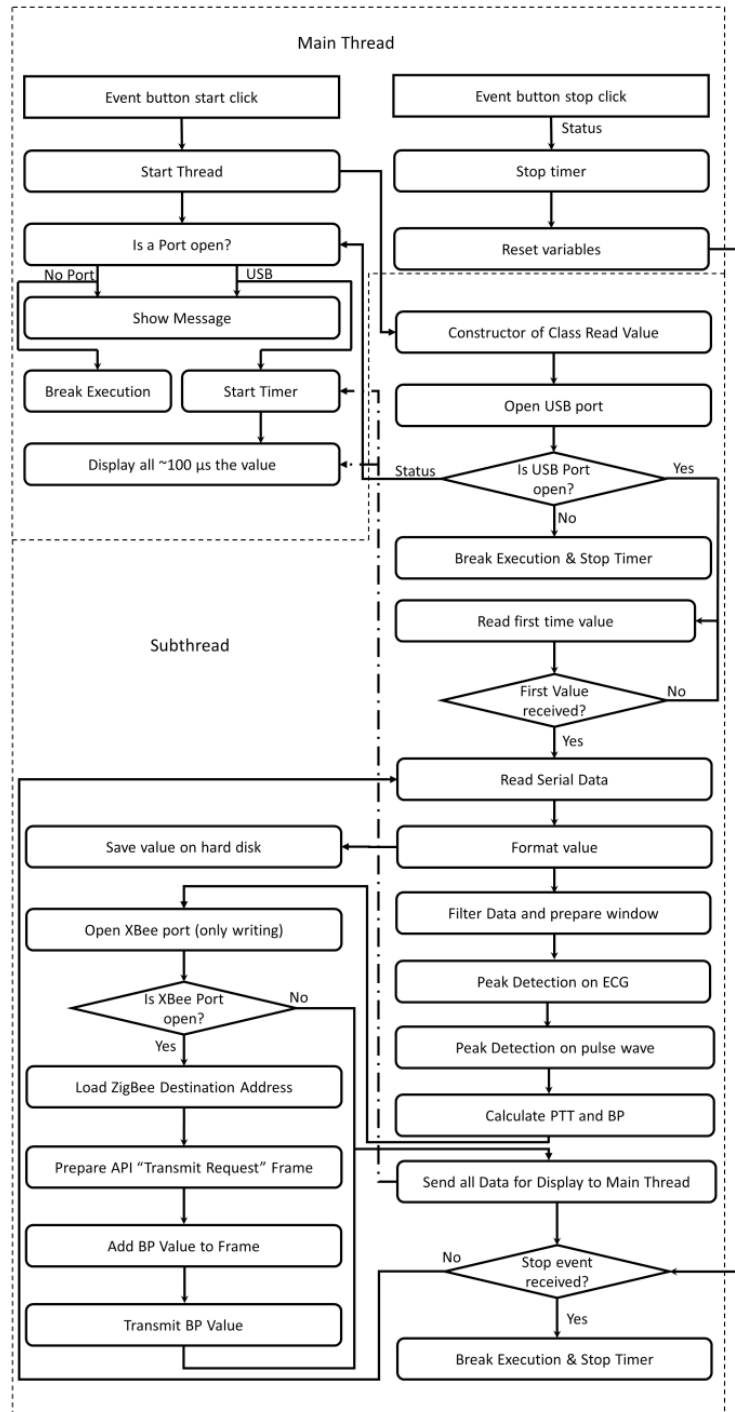 Main Thread
Event button start click
Event button stop click
Status
Start Thread
Stop timer
Is a Port open?
Reset variables
No Port
USB
Show Message
Constructor of Class Read Value
Break Execution
Start Timer
Open USB port
Display all ~100 µs the value
Status
Is USB Port
open?
Yes
No
Break Execution & Stop Timer
Read first time value
Subthread
First Value
received?
No
Yes
Read Serial Data
Save value on hard disk
Format value
Open XBee port (only writing)
Filter Data and prepare window
Is XBee Port
open?
No
Yes
Peak Detection on ECG
Peak Detection on pulse wave
Load ZigBee Destination Address
Calculate PTT and BP
Prepare API “Transmit Request” Frame
Send all Data for Display to Main Thread
Add BP Value to Frame
No
Stop event
received?
Yes
Transmit BP Value
Break Execution & Stop Timer